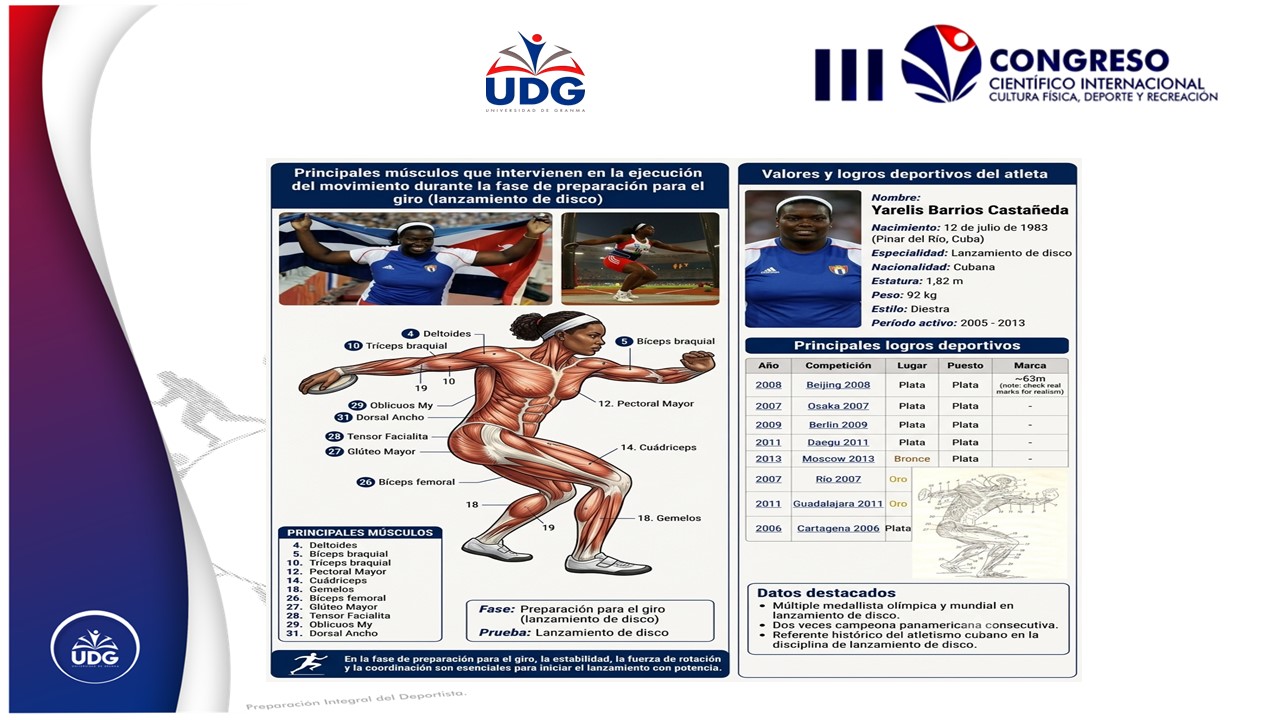 UDG
UNIVERSIDAD DE GRANMA
III CONGRESO
CIENTÍFICO INTERNACIONAL
CULTURA FÍSICA, DEPORTE Y RECREACIÓN
Principales músculos que intervienen en la ejecución
del movimiento durante la fase de preparación para el
giro (lanzamiento de disco)
4 Deltoides
10 Tríceps braquial
5 Bíceps braquial
19
10
29 Oblicuos My
31 Dorsal Ancho
12. Pectoral Mayor
28 Tensor Facialita
27 Glúteo Mayor
14. Cuádriceps
26 Bíceps femoral
18
19
18. Gemelos
PRINCIPALES MÚSCULOS
4. Deltoides
5. Bíceps braquial
10. Tríceps braquial
12. Pectoral Mayor
14. Cuádriceps
18. Gemelos
26. Bíceps femoral
27. Glúteo Mayor
28. Tensor Facialita
29. Oblicuos My
31. Dorsal Ancho
Fase: Preparación para el giro
(lanzamiento de disco)
Prueba: Lanzamiento de disco
En la fase de preparación para el giro, la estabilidad, la fuerza de rotación
y la coordinación son esenciales para iniciar el lanzamiento con potencia.
Valores y logros deportivos del atleta
Nombre:
Yarelis Barrios Castañeda
Nacimiento: 12 de julio de 1983
(Pinar del Río, Cuba)
Especialidad: Lanzamiento de disco
Nacionalidad: Cubana
Estatura: 1,82 m
Peso: 92 kg
Estilo: Diestra
Período activo: 2005 - 2013
Principales logros deportivos
Año Competición Lugar Puesto Marca
2008 Beijing 2008 Plata Plata ~63m
(note: check real
marks for realism)
2007 Osaka 2007 Plata Plata -
2009 Berlin 2009 Plata Plata -
2011 Daegu 2011 Plata Plata -
2013 Moscow 2013 Bronce Plata -
2007 Río 2007 Oro
2011 Guadalajara 2011 Oro
2006 Cartagena 2006 Plata
Datos destacados
• Múltiple medallista olímpica y mundial en
lanzamiento de disco.
• Dos veces campeona panamericana consecutiva.
• Referente histórico del atletismo cubano en la
disciplina de lanzamiento de disco.
UDG
Preparación Integral del Deportista.